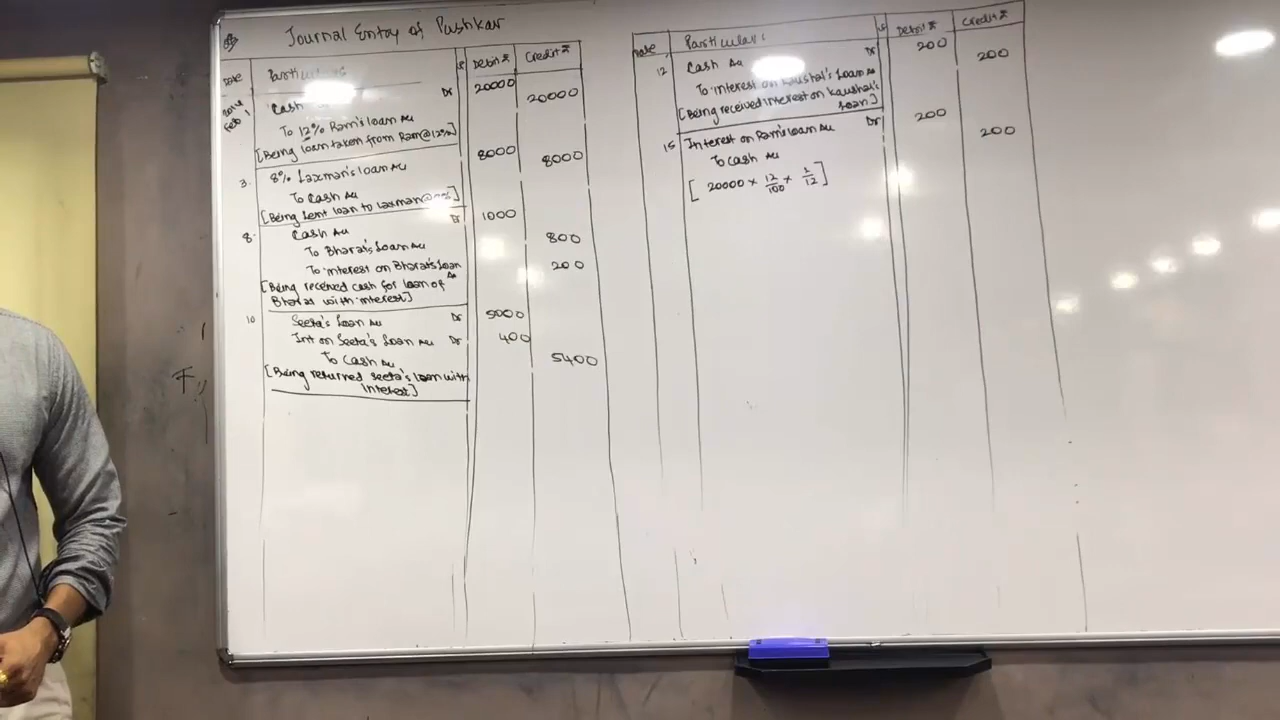 Journal Entry of Pushkar
Date Particulars Debit ₹ Credit ₹
Feb 1 Cash Dr 20000
To 12% Ram's loan A/c 20000
[Being loan taken from Ram@12%]
3. 8% Laxman's loan A/c 8000
To Cash A/c 8000
[Being lent loan to Laxman
8. Cash A/c Dr 1000
To Bharat's Loan A/c 800
To interest on Bharat's Loan A/c 200
[Being received cash for loan of
Bharat with interest]
10 Seeta's Loan A/c Dr 5000
Int on Seeta's Loan A/c Dr 400
To Cash A/c 5400
[Being returned Seeta's loan with
Interest]
Date Particulars Debit ₹ Credit ₹
12 Cash A/c Dr 200
To interest on Kaushal's Loan A/c 200
[Being received interest on Kaushal's
Loan]
15 Interest on Ram's loan A/c Dr 200
To cash A/c 200
[ 20000 × 12/100 × 1/12 ]
F